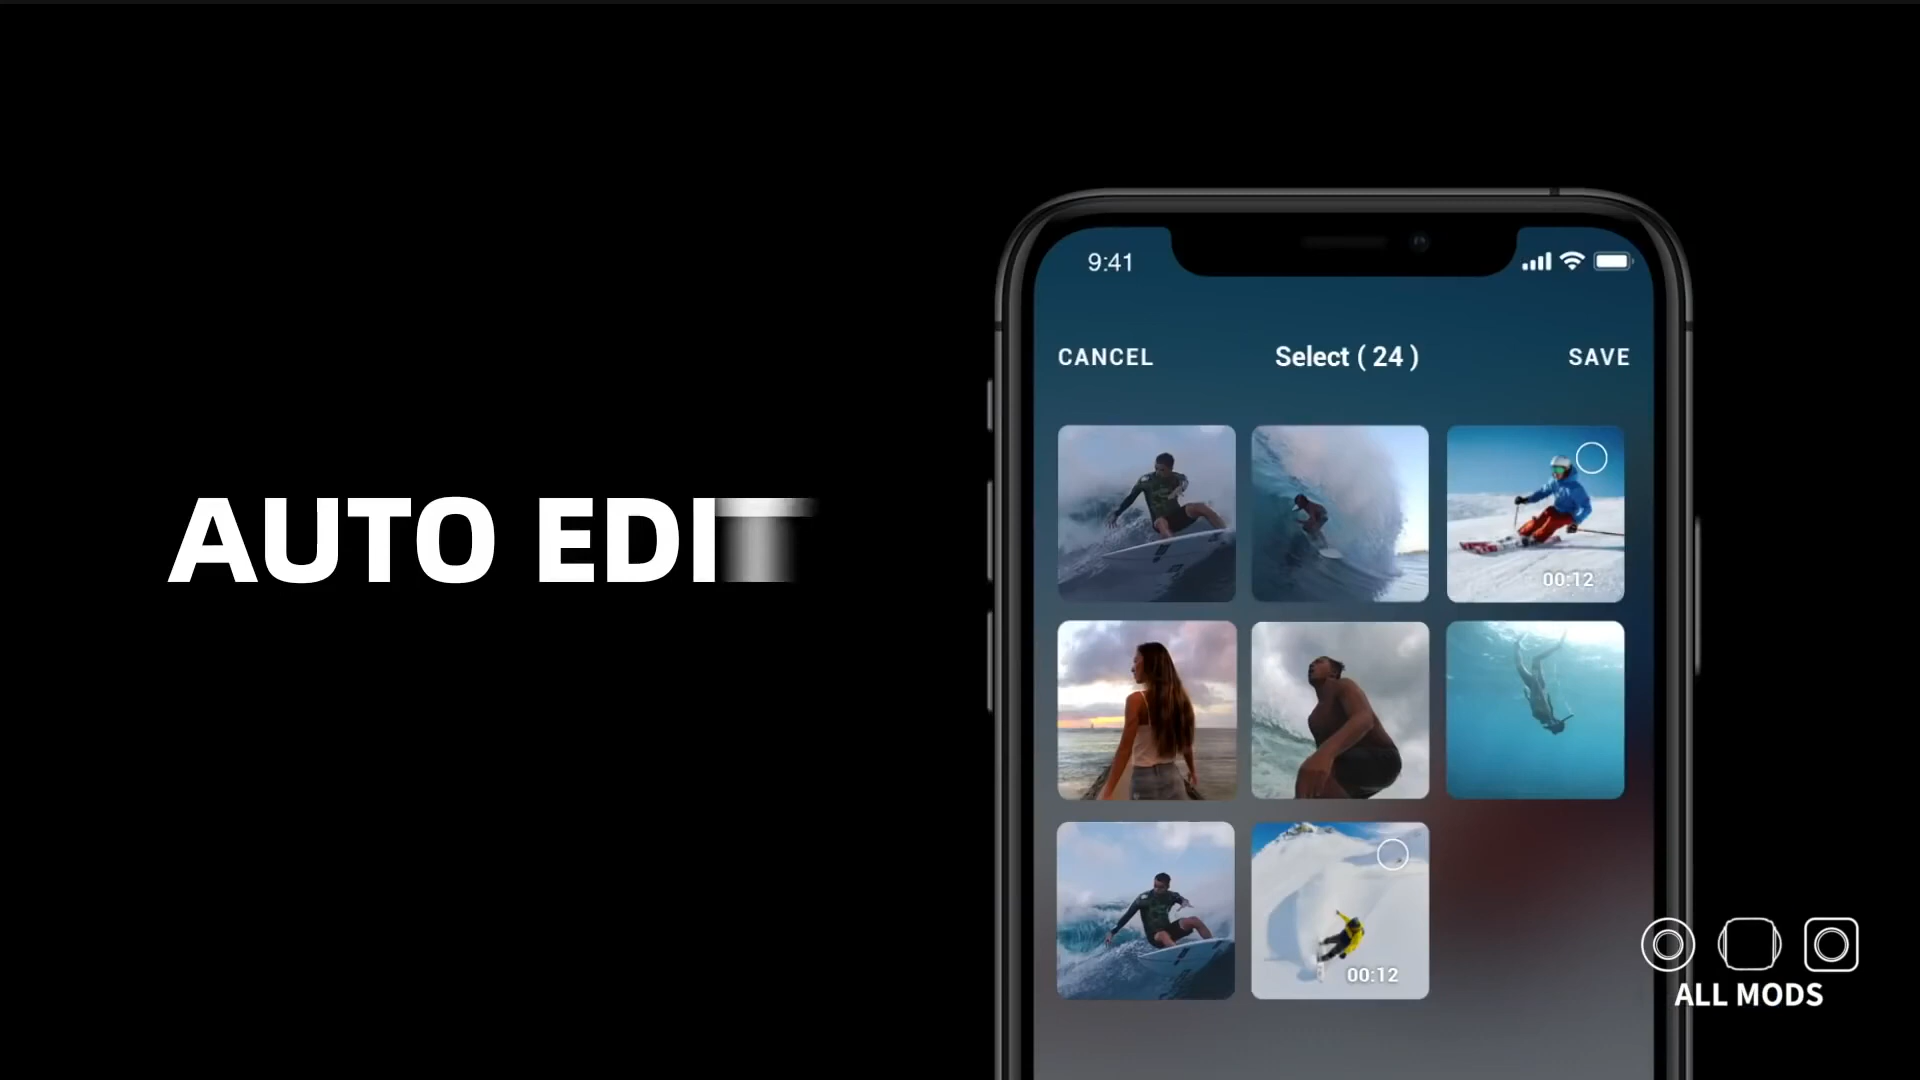 AUTO EDIT
9:41
CANCEL
Select ( 24 )
SAVE
00:12
00:12
ALL MODS